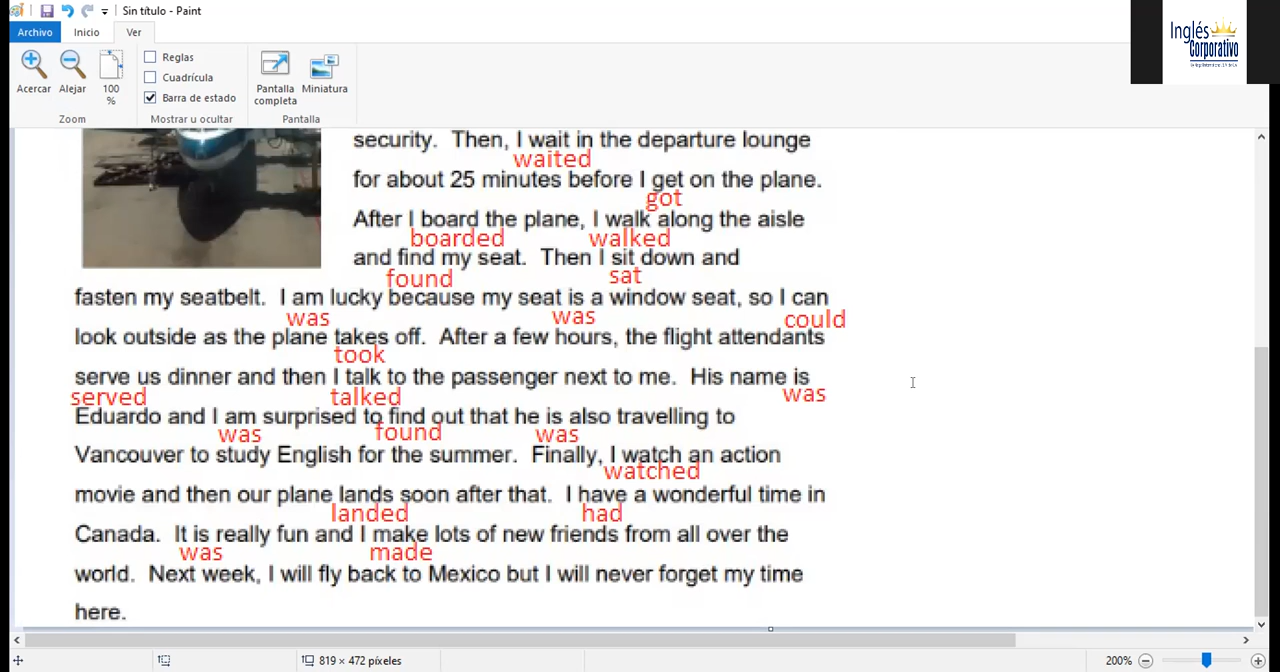 Sin título - Paint
Archivo Inicio Ver
Inglés
Corporativo
Reglas
Cuadrícula
Barra de estado
Acercar Alejar 100
%
Pantalla
completa
Miniatura
Zoom Mostrar u ocultar Pantalla
security. Then, I wait in the departure lounge
waited
for about 25 minutes before I get on the plane.
got
After I board the plane, I walk along the aisle
boarded walked
and find my seat. Then I sit down and
found sat
fasten my seatbelt. I am lucky because my seat is a window seat, so I can
was was could
look outside as the plane takes off. After a few hours, the flight attendants
took
serve us dinner and then I talk to the passenger next to me. His name is
served talked was
Eduardo and I am surprised to find out that he is also travelling to
was found was
Vancouver to study English for the summer. Finally, I watch an action
watched
movie and then our plane lands soon after that. I have a wonderful time in
landed had
Canada. It is really fun and I make lots of new friends from all over the
was made
world. Next week, I will fly back to Mexico but I will never forget my time
here.
819 × 472 píxeles 200%